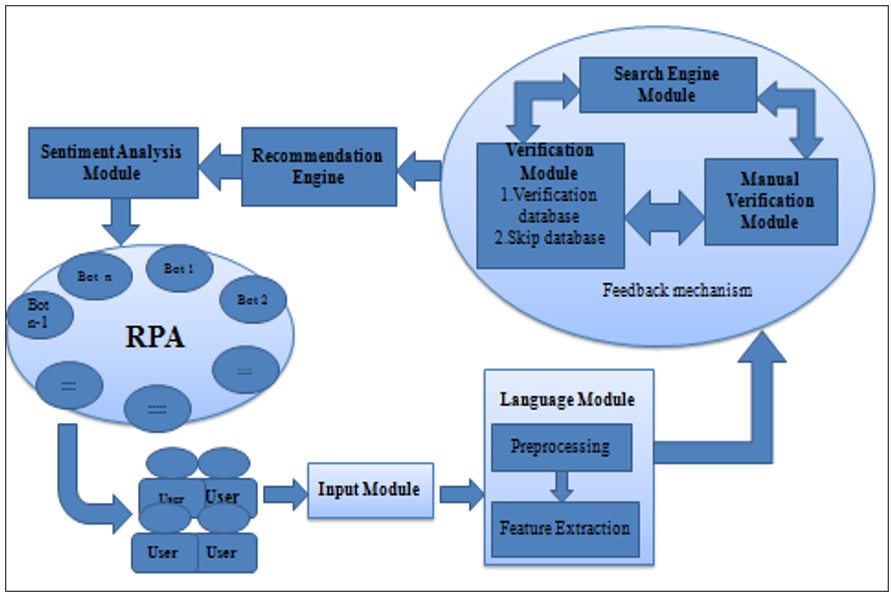 Search Engine
Module
Verification
Module
1.Verification
database
2.Skip database
Manual
Verification
Module
Feedback mechanism
Recommendation
Engine
Sentiment Analysis
Module
Bot n
Bot 1
Bot 2
Bot
n-1
RPA
.....
.....
......
User
User
User
User
Input Module
Language Module
Preprocessing
Feature Extraction